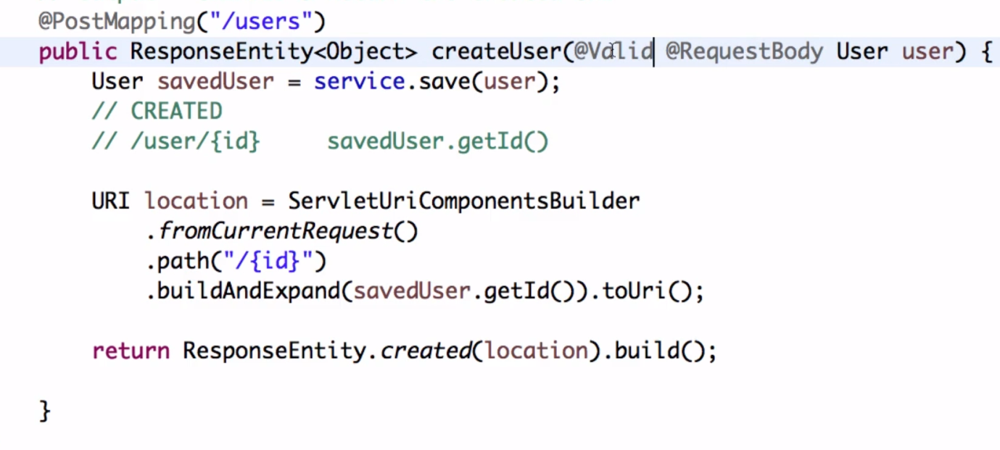 @PostMapping("/users")
public ResponseEntity<Object> createUser(@Valid @RequestBody User user) {
User savedUser = service.save(user);
// CREATED
// /user/{id}     savedUser.getId()
URI location = ServletUriComponentsBuilder
.fromCurrentRequest()
.path("/{id}")
.buildAndExpand(savedUser.getId()).toUri();
return ResponseEntity.created(location).build();
}